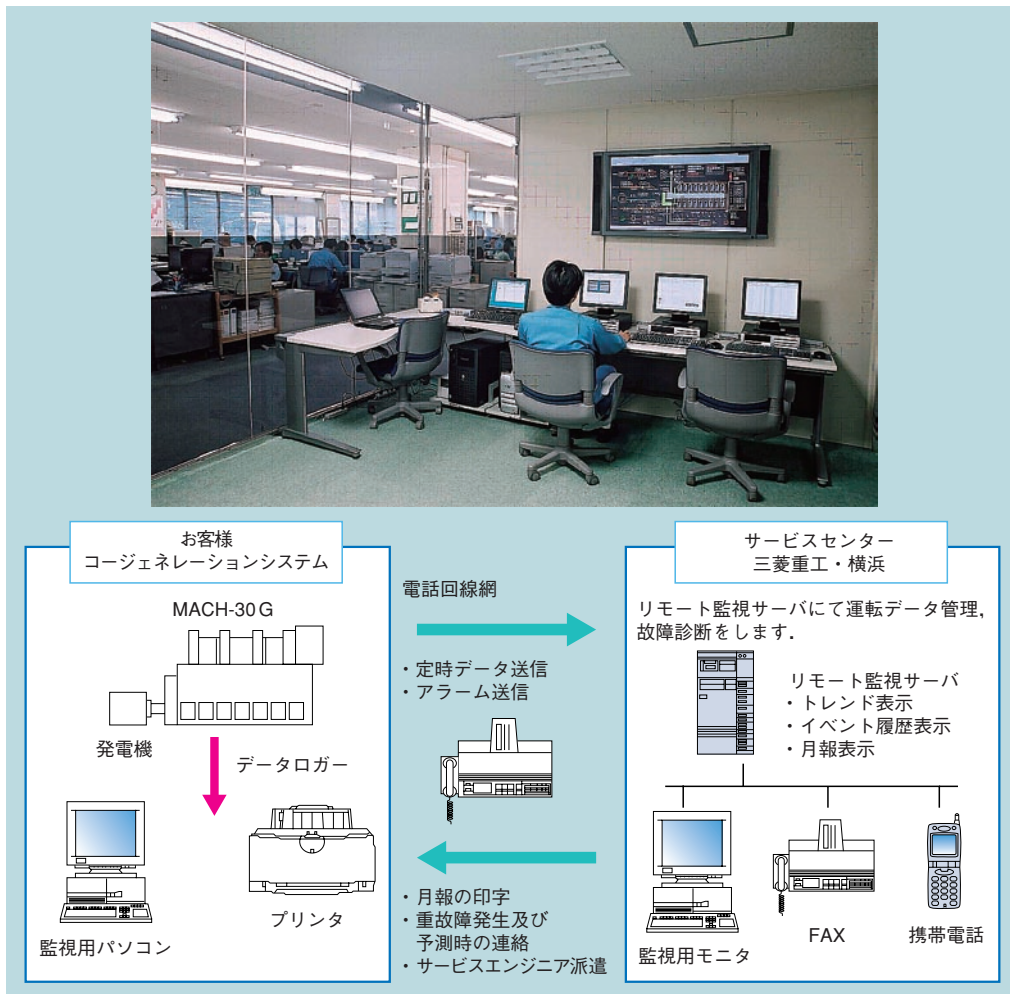 お客様
コージェネレーションシステム
MACH-30G
発電機
データロガー
監視用パソコン
プリンタ
電話回線網
・定時データ送信
・アラーム送信
・月報の印字
・重故障発生及び
予測時の連絡
・サービスエンジニア派遣
サービスセンター
三菱重工・横浜
リモート監視サーバにて運転データ管理,
故障診断をします.
リモート監視サーバ
・トレンド表示
・イベント履歴表示
・月報表示
監視用モニタ
FAX
携帯電話